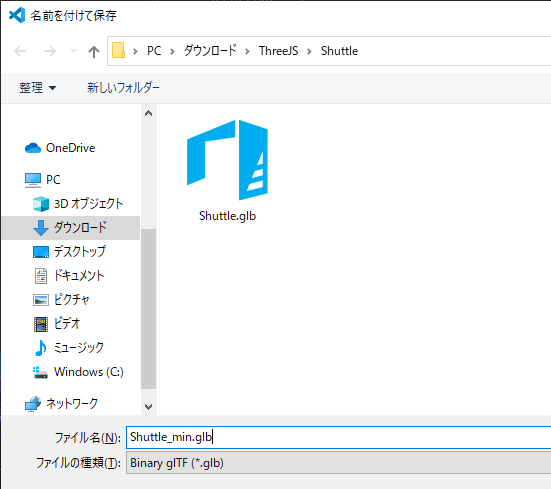 名前を付けて保存
PC > ダウンロード > ThreeJS > Shuttle
整理 新しいフォルダー
OneDrive
PC
3D オブジェクト
ダウンロード
デスクトップ
ドキュメント
ピクチャ
ビデオ
ミュージック
Windows (C:)
ネットワーク
Shuttle.glb
ファイル名(N): Shuttle_min.glb
ファイルの種類(T): Binary glTF (*.glb)